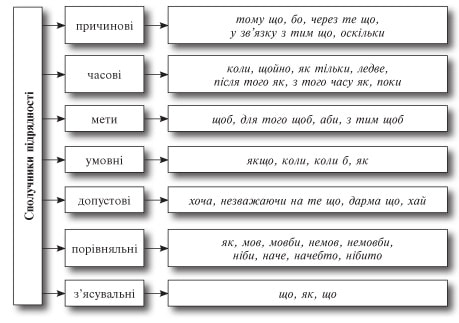 Сполучники підрядності
причинові
тому що, бо, через те що,
у зв’язку з тим що, оскільки
часові
коли, щойно, як тільки, ледве,
після того як, з того часу як, поки
мети
щоб, для того щоб, аби, з тим щоб
умовні
якщо, коли, коли б, як
допустові
хоча, незважаючи на те що, дарма що, хай
порівняльні
як, мов, мовби, немов, немовби,
ніби, наче, начебто, нібито
з’ясувальні
що, як, що